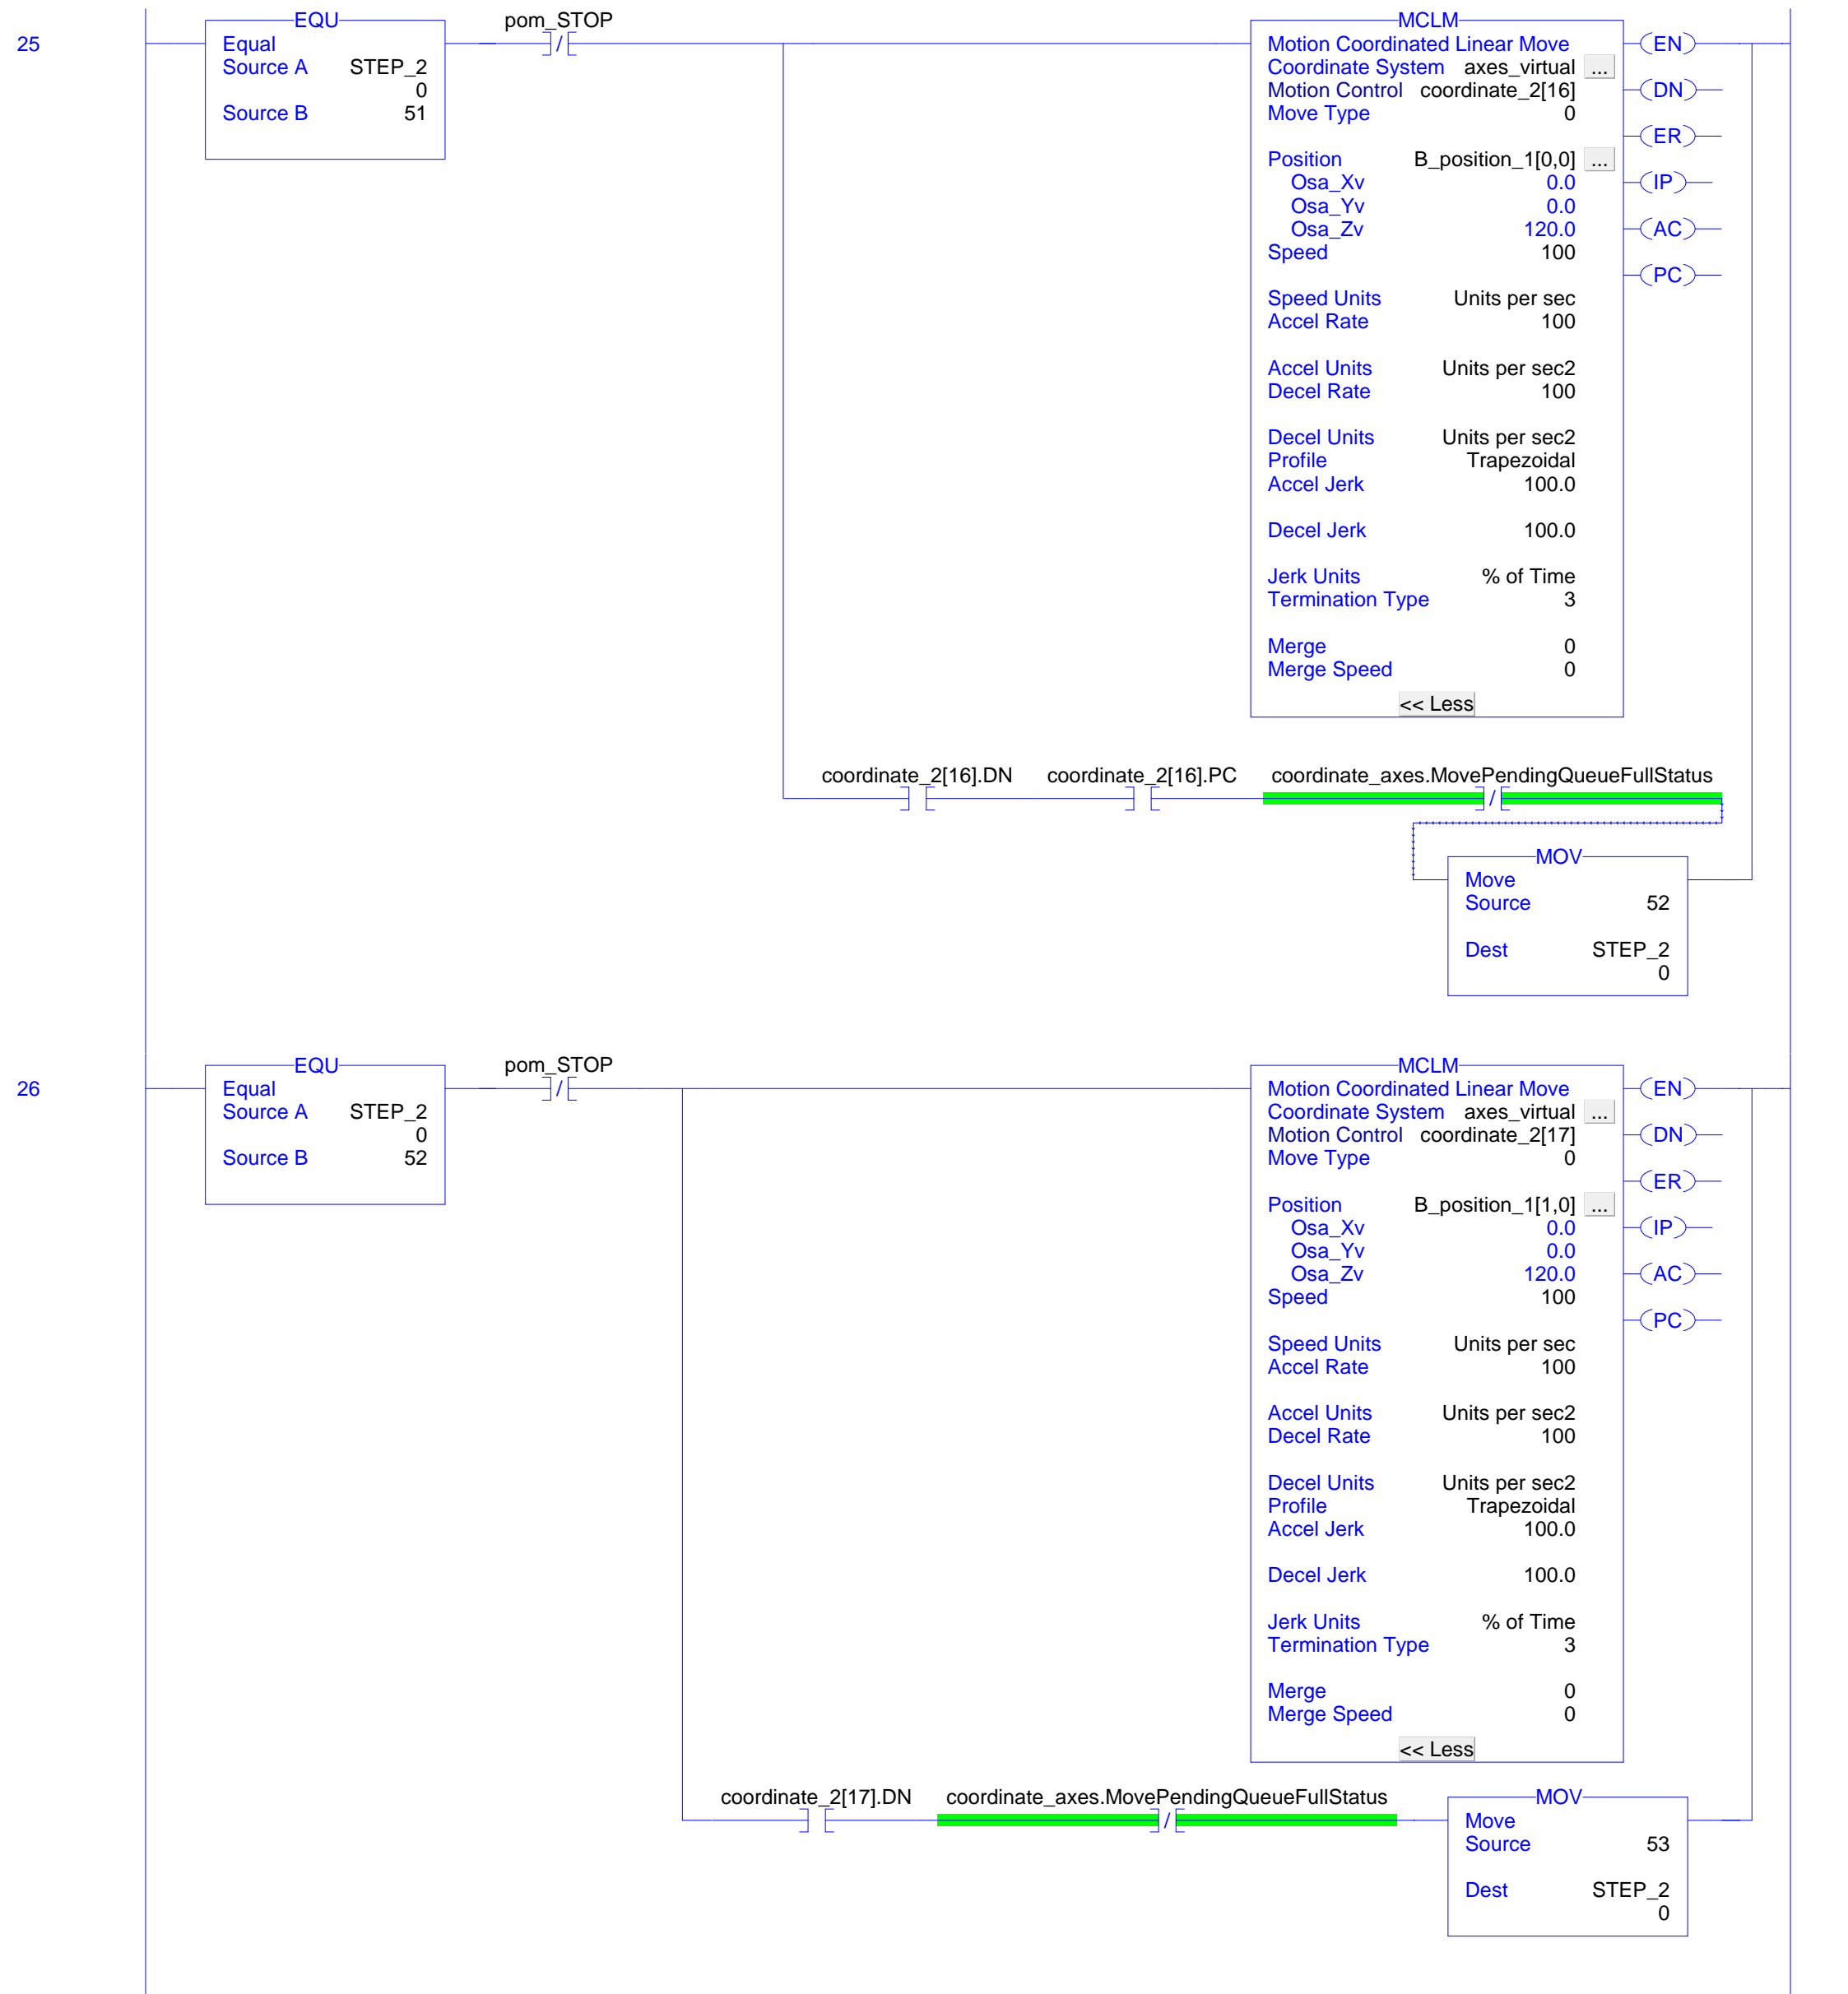 25
EQU
Equal
Source A STEP_2
0
Source B 51
pom_STOP
/
MCLM
Motion Coordinated Linear Move
Coordinate System axes_virtual ...
Motion Control coordinate_2[16]
Move Type 0
Position B_position_1[0,0] ...
Osa_Xv 0.0
Osa_Yv 0.0
Osa_Zv 120.0
Speed 100
Speed Units Units per sec
Accel Rate 100
Accel Units Units per sec2
Decel Rate 100
Decel Units Units per sec2
Profile Trapezoidal
Accel Jerk 100.0
Decel Jerk 100.0
Jerk Units % of Time
Termination Type 3
Merge 0
Merge Speed 0
<< Less
EN
DN
ER
IP
AC
PC
coordinate_2[16].DN coordinate_2[16].PC coordinate_axes.MovePendingQueueFullStatus
/
MOV
Move
Source 52
Dest STEP_2
0
26
EQU
Equal
Source A STEP_2
0
Source B 52
pom_STOP
/
MCLM
Motion Coordinated Linear Move
Coordinate System axes_virtual ...
Motion Control coordinate_2[17]
Move Type 0
Position B_position_1[1,0] ...
Osa_Xv 0.0
Osa_Yv 0.0
Osa_Zv 120.0
Speed 100
Speed Units Units per sec
Accel Rate 100
Accel Units Units per sec2
Decel Rate 100
Decel Units Units per sec2
Profile Trapezoidal
Accel Jerk 100.0
Decel Jerk 100.0
Jerk Units % of Time
Termination Type 3
Merge 0
Merge Speed 0
<< Less
EN
DN
ER
IP
AC
PC
coordinate_2[17].DN coordinate_axes.MovePendingQueueFullStatus
/
MOV
Move
Source 53
Dest STEP_2
0